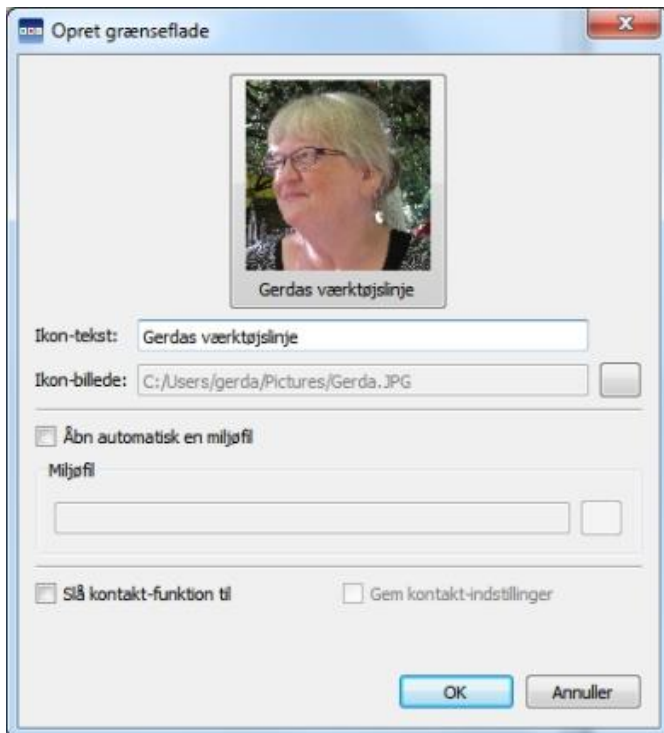 Opret grænseflade
Gerdas værktøjslinje
Ikon-tekst: Gerdas værktøjslinje
Ikon-billede: C:/Users/gerda/Pictures/Gerda.JPG
Åbn automatisk en miljøfil
Miljøfil
Slå kontakt-funktion til Gem kontakt-indstillinger
OK Annuller